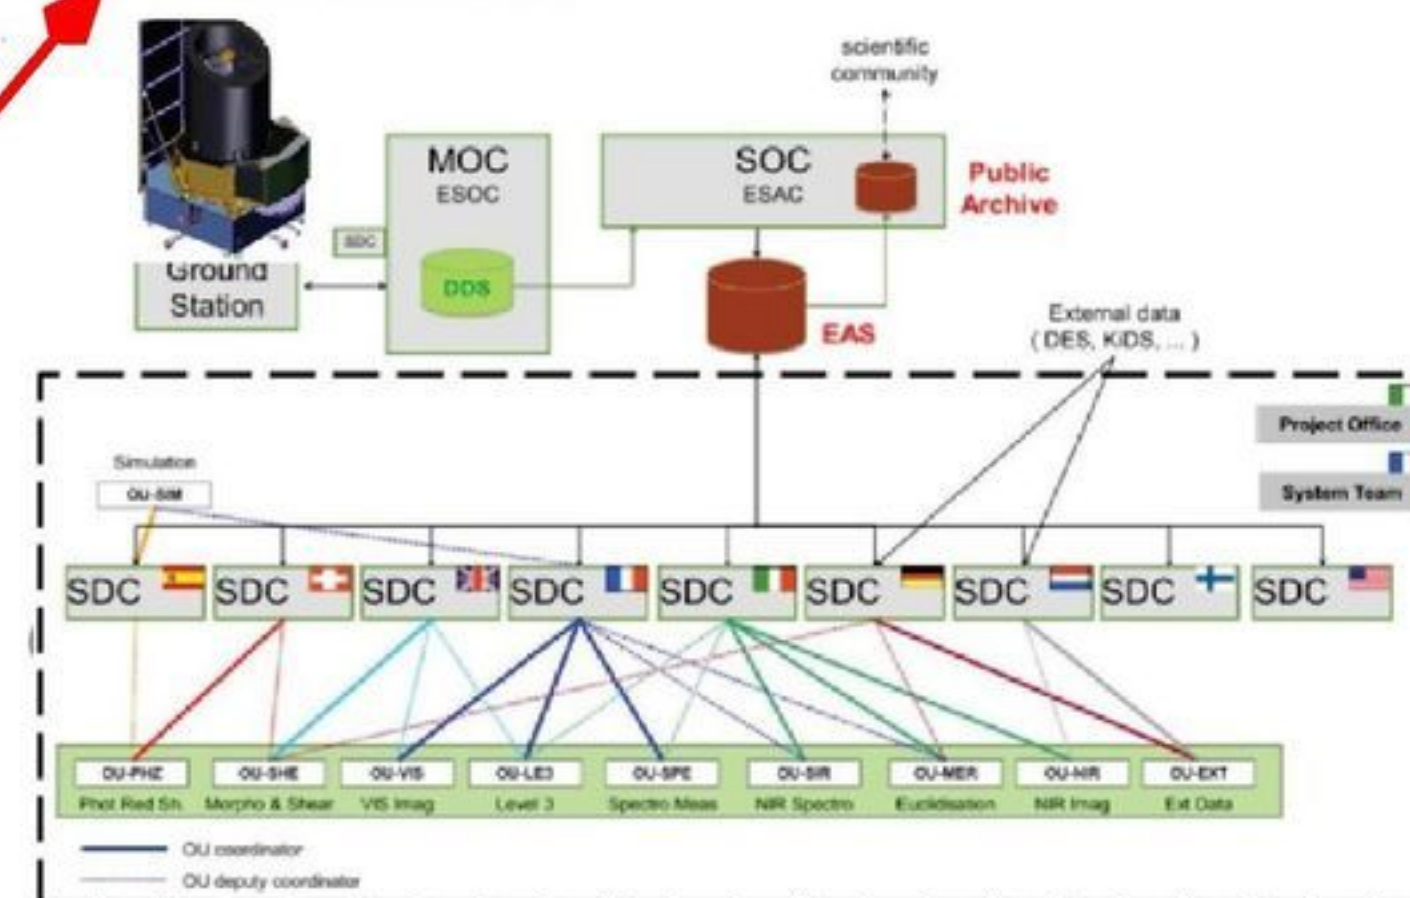 scientific
community
MOC
ESOC
SOC
ESAC
Public
Archive
SDC
DDS
Ground
Station
EAS
External data
( DES, KiDS, ... )
Project Office
System Team
Simulation
OU-SIM
SDC SDC SDC SDC SDC SDC SDC SDC SDC
OU-PHZ OU-SHE OU-VIS OU-LE3 OU-SPE OU-SIR OU-MER OU-NIR OU-EXT
Phot Red Sh. Morpho & Shear VIS Imag Level 3 Spectro Meas NIR Spectro Euclidisation NIR Imag Ext Data
OU coordinator
OU deputy coordinator